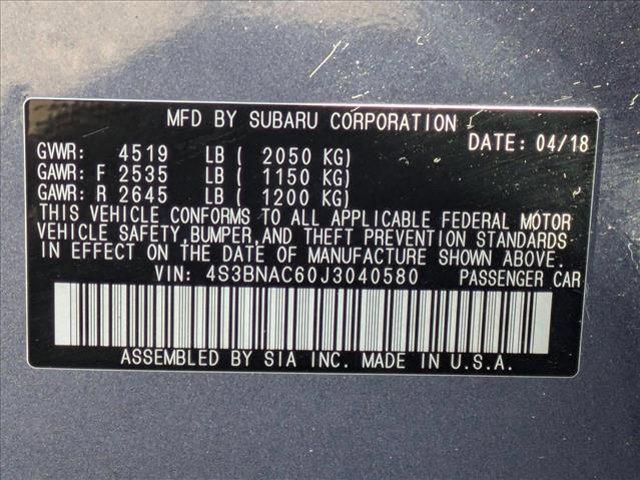 MFD BY SUBARU CORPORATION
DATE: 04/18
GVWR: 4519 LB ( 2050 KG)
GAWR: F 2535 LB ( 1150 KG)
GAWR: R 2645 LB ( 1200 KG)
THIS VEHICLE CONFORMS TO ALL APPLICABLE FEDERAL MOTOR
VEHICLE SAFETY,BUMPER,AND THEFT PREVENTION STANDARDS
IN EFFECT ON THE DATE OF MANUFACTURE SHOWN ABOVE.
VIN: 4S3BNAC60J3040580 PASSENGER CAR
ASSEMBLED BY SIA INC. MADE IN U.S.A.